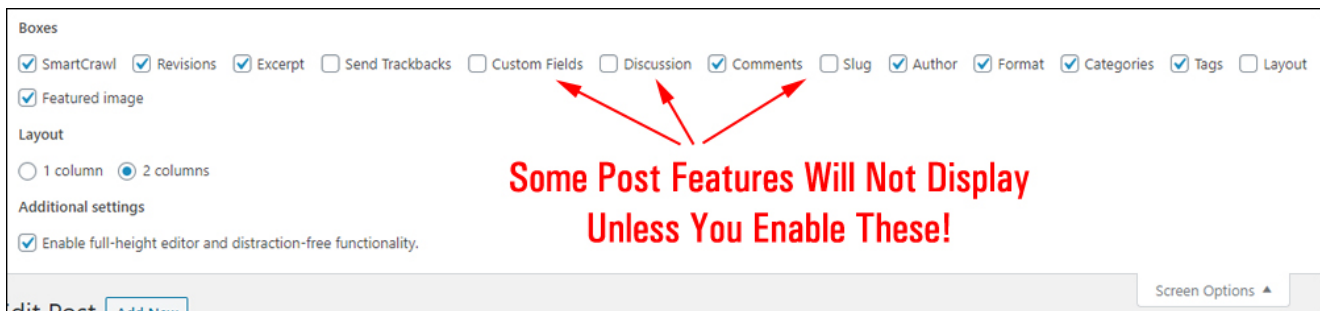 Boxes
SmartCrawl Revisions Excerpt Send Trackbacks Custom Fields Discussion Comments Slug Author Format Categories Tags Layout
Featured image
Layout
1 column 2 columns
Some Post Features Will Not Display
Additional settings
Unless You Enable These!
Enable full-height editor and distraction-free functionality.
Screen Options
Edit Post Add New